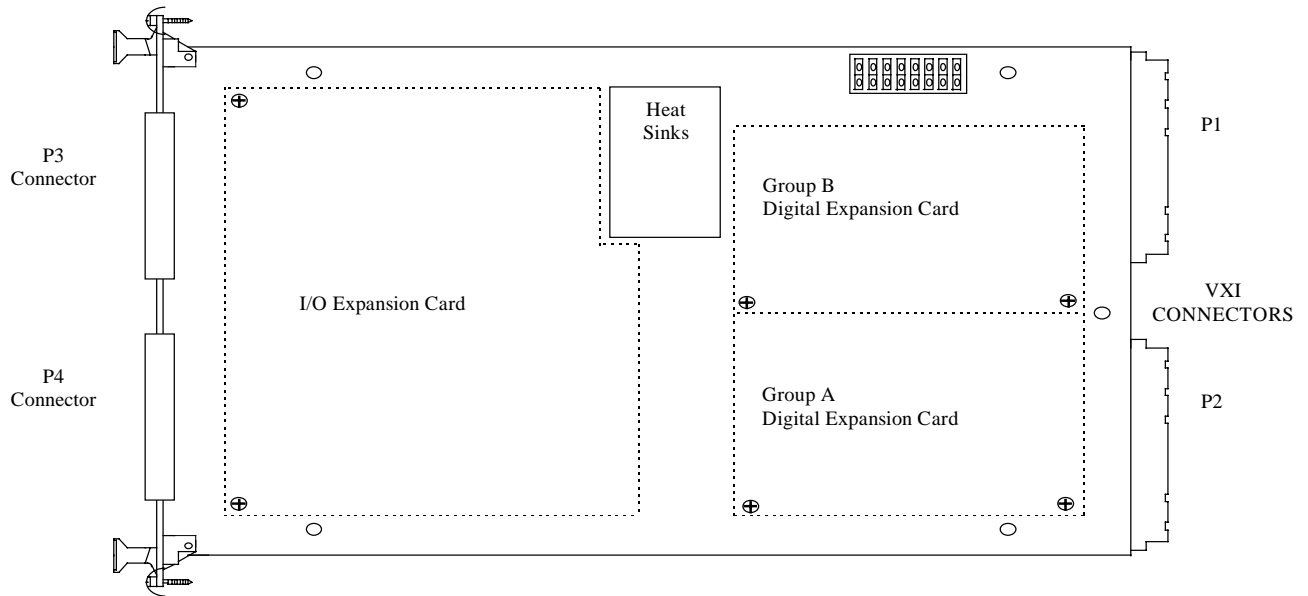 Heat
Sinks
P1
P3
Connector
Group B
Digital Expansion Card
I/O Expansion Card
VXI
CONNECTORS
P4
Connector
Group A
Digital Expansion Card
P2